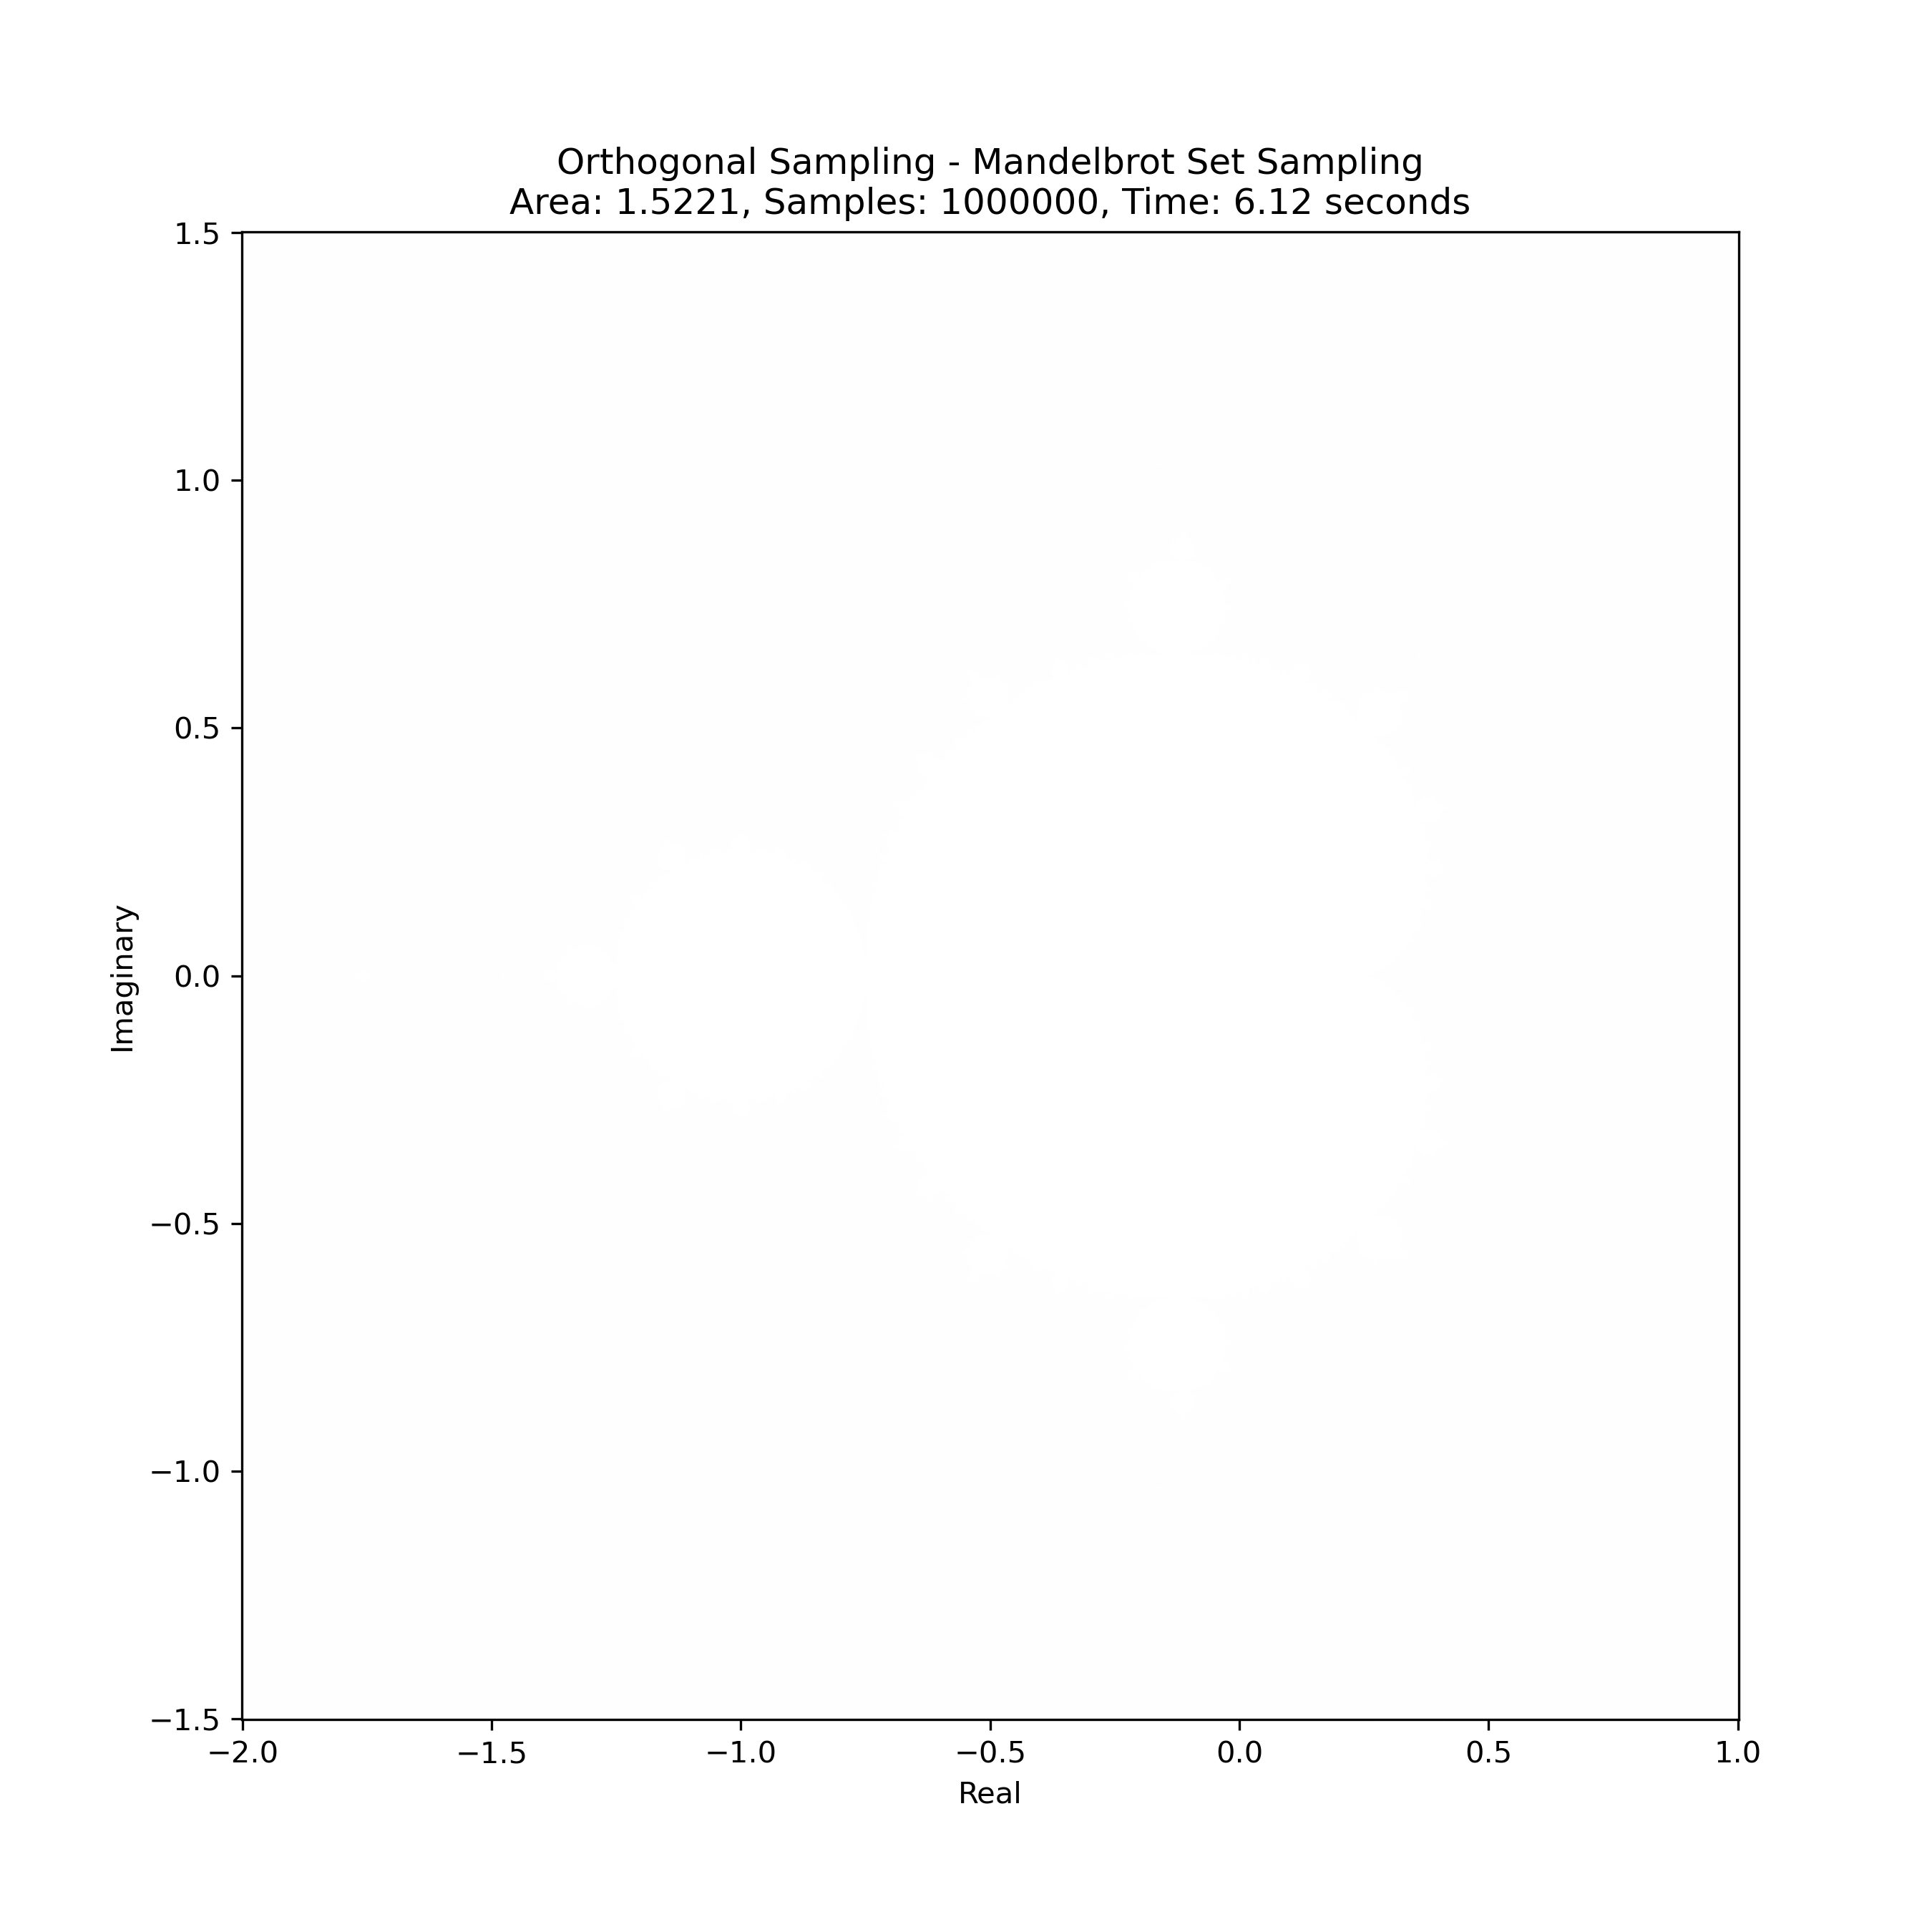 Orthogonal Sampling - Mandelbrot Set Sampling
Area: 1.5221, Samples: 1000000, Time: 6.12 seconds
1.5
1.0
0.5
0.0
−0.5
−1.0
−1.5
Imaginary
−2.0 −1.5 −1.0 −0.5 0.0 0.5 1.0
Real